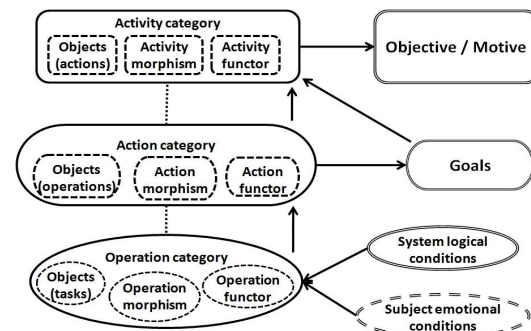 Activity category
Objects
(actions)
Activity
morphism
Activity
functor
Objective / Motive
Action category
Objects
(operations)
Action
morphism
Action
functor
Goals
Operation category
Objects
(tasks)
Operation
morphism
Operation
functor
System logical
conditions
Subject emotional
conditions